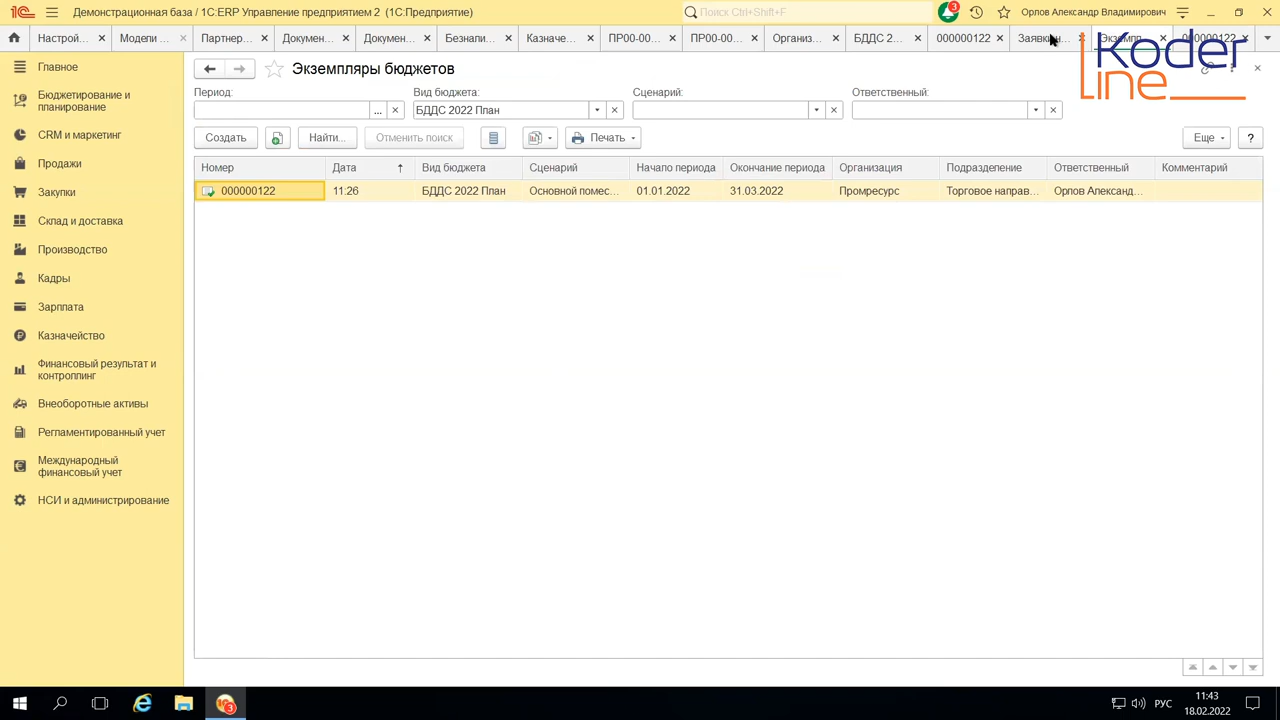 Демонстрационная база / 1С:ERP Управление предприятием 2 (1С:Предприятие)
Поиск Ctrl+Shift+F
3
Орлов Александр Владимирович
Настрой...
Модели ...
Партнер...
Докумен...
Докумен...
Безнали...
Казначе...
ПР00-00...
ПР00-00...
Организ...
БДДС 2...
000000122
Заявки
Экземпл
000000122
Koder
line
Главное
Бюджетирование и
планирование
CRM и маркетинг
Продажи
Закупки
Склад и доставка
Производство
Кадры
Зарплата
Казначейство
Финансовый результат и
контроллинг
Внеоборотные активы
Регламентированный учет
Международный
финансовый учет
НСИ и администрирование
Экземпляры бюджетов
Период:
Вид бюджета:
Сценарий:
Ответственный:
...
БДДС 2022 План
Создать
Найти...
Отменить поиск
Печать
Еще
?
Номер
Дата
Вид бюджета
Сценарий
Начало периода
Окончание периода
Организация
Подразделение
Ответственный
Комментарий
000000122
11:26
БДДС 2022 План
Основной помес...
01.01.2022
31.03.2022
Промресурс
Торговое направ...
Орлов Александ...
3
РУС
11:43
18.02.2022